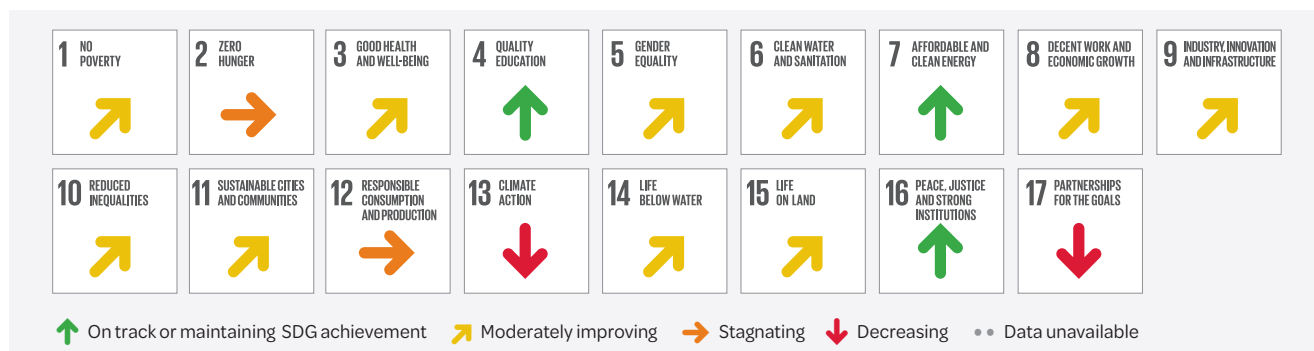 1 NO
POVERTY
2 ZERO
HUNGER
3 GOOD HEALTH
AND WELL-BEING
4 QUALITY
EDUCATION
5 GENDER
EQUALITY
6 CLEAN WATER
AND SANITATION
7 AFFORDABLE AND
CLEAN ENERGY
8 DECENT WORK AND
ECONOMIC GROWTH
9 INDUSTRY, INNOVATION
AND INFRASTRUCTURE
10 REDUCED
INEQUALITIES
11 SUSTAINABLE CITIES
AND COMMUNITIES
12 RESPONSIBLE
CONSUMPTION
AND PRODUCTION
13 CLIMATE
ACTION
14 LIFE
BELOW WATER
15 LIFE
ON LAND
16 PEACE, JUSTICE
AND STRONG
INSTITUTIONS
17 PARTNERSHIPS
FOR THE GOALS
On track or maintaining SDG achievement Moderately improving Stagnating Decreasing Data unavailable